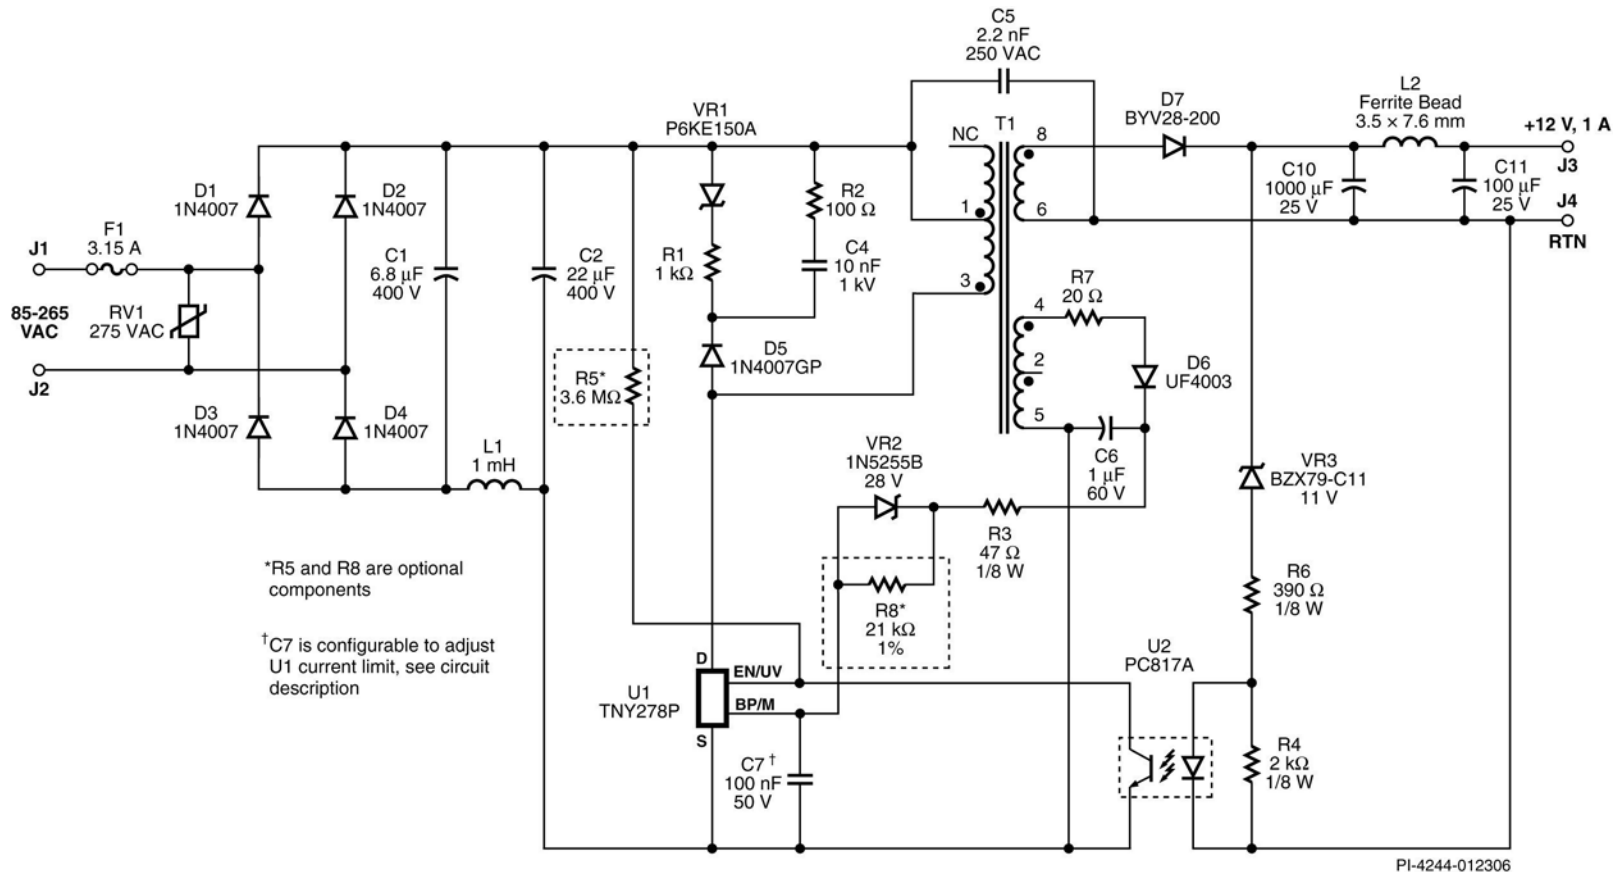 C5
2.2 nF
250 VAC
VR1
P6KE150A
NC
T1
8
D7
BYV28-200
L2
Ferrite Bead
3.5 × 7.6 mm
+12 V, 1 A
J3
D1
1N4007
D2
1N4007
R2
100 Ω
1
6
C10
1000 μF
25 V
C11
100 μF
25 V
J4
RTN
F1
3.15 A
J1
C1
6.8 μF
400 V
C2
22 μF
400 V
R1
1 kΩ
C4
10 nF
1 kV
3
R7
20 Ω
4
85-265
VAC
RV1
275 VAC
J2
R5*
3.6 MΩ
D5
1N4007GP
2
D6
UF4003
D3
1N4007
D4
1N4007
5
L1
1 mH
VR2
1N5255B
28 V
C6
1 μF
60 V
VR3
BZX79-C11
11 V
R3
47 Ω
1/8 W
*R5 and R8 are optional
components
R8*
21 kΩ
1%
R6
390 Ω
1/8 W
†C7 is configurable to adjust
U1 current limit, see circuit
description
D
EN/UV
U1
TNY278P
BP/M
S
U2
PC817A
C7†
100 nF
50 V
R4
2 kΩ
1/8 W
PI-4244-012306